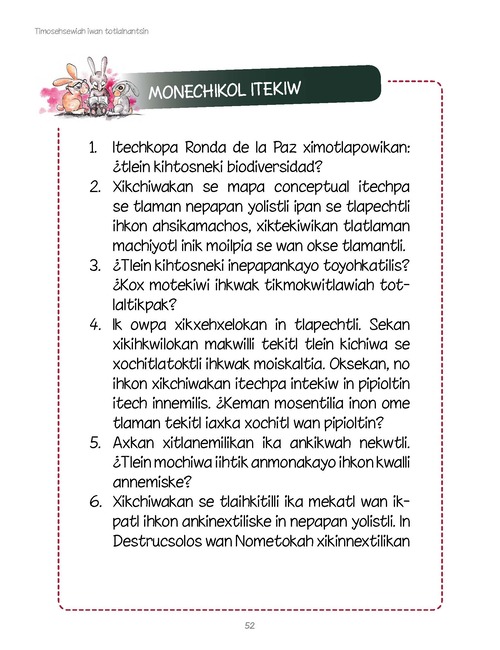 Timosehsewiah iwan totlalnantsin
MONECHIKOL ITEKIW
1. Itechkopa Ronda de la Paz ximotlapowikan:
¿tlein kihtosneki biodiversidad?
2. Xikchiwakan se mapa conceptual itechpa
se tlaman nepapan yolistli ipan se tlapechtli
ihkon ahsikamachos, xiktekiwikan tlatlaman
machiyotl inik moilpia se wan okse tlamantli.
3. ¿Tlein kihtosneki inepapankayo toyohkatilis?
¿Kox motekiwi ihkwak tikmokwitlawiah tot-
laltikpak?
4. Ik owpa xikxehxelokan in tlapechtli. Sekan
xikihkwilokan makwilli tekitl tlein kichiwa se
xochitlatoktli ihkwak moiskaltia. Oksekan, no
ihkon xikchiwakan itechpa intekiw in pipioltin
itech innemilis. ¿Keman mosentilia inon ome
tlaman tekitl iaxka xochitl wan pipioltin?
5. Axkan xitlanemilikan ika ankikwah nekwtli.
¿Tlein mochiwa iihtik anmonakayo ihkon kwalli
annemiske?
6. Xikchiwakan se tlaihkitilli ika mekatl wan ik-
patl ihkon ankinextiliske in nepapan yolistli. In
Destrucsolos wan Nometokah xikinnextilikan
52